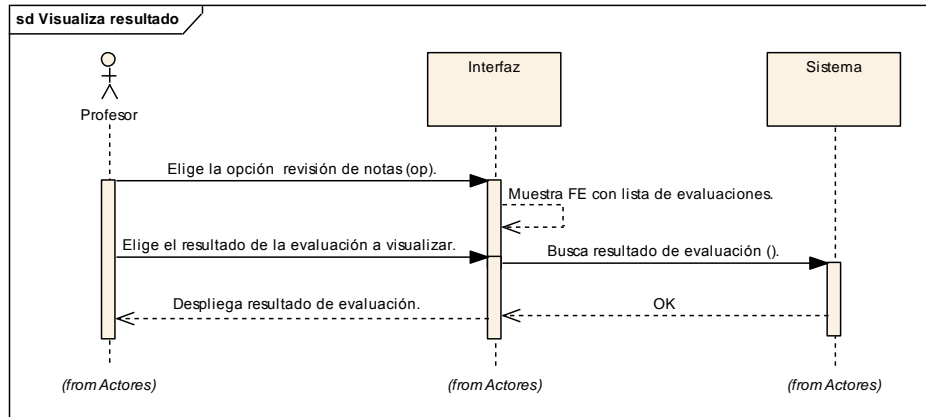 sd Visualiza resultado
Profesor
Interfaz
Sistema
Elige la opción revisión de notas (op).
Muestra FE con lista de evaluaciones.
Elige el resultado de la evaluación a visualizar.
Busca resultado de evaluación ().
Despliega resultado de evaluación.
OK
(from Actores)
(from Actores)
(from Actores)